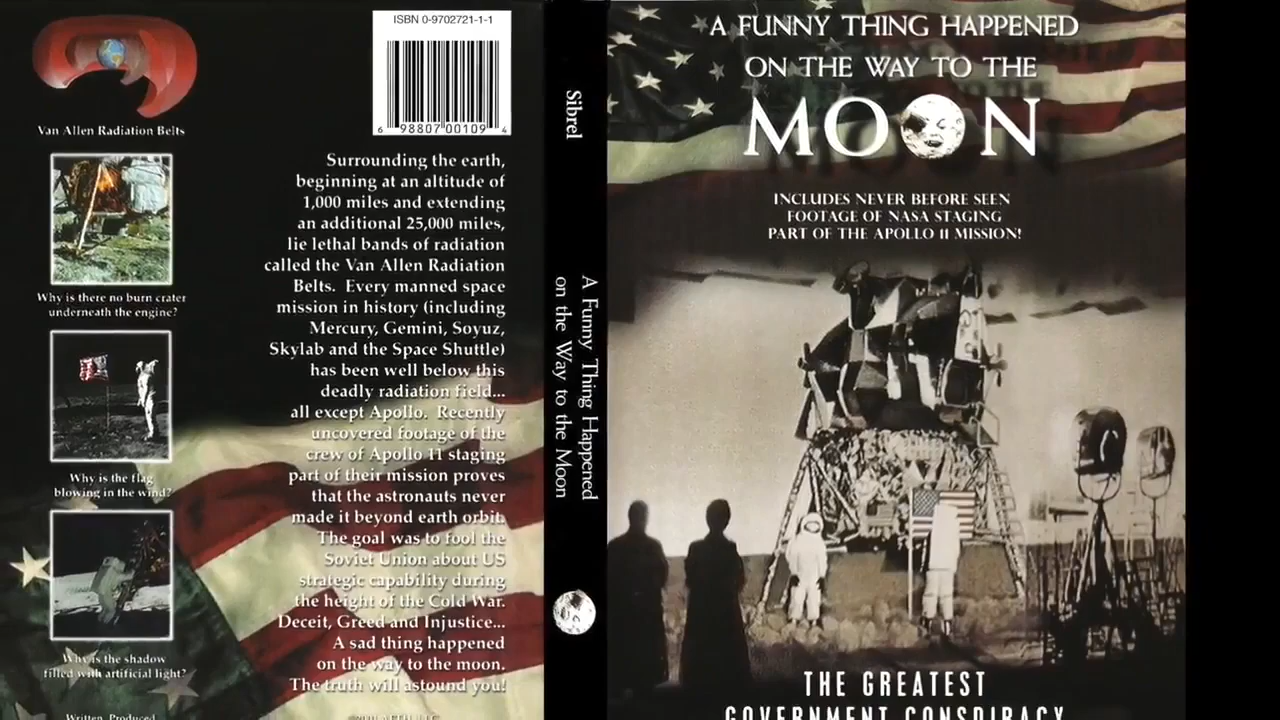 ISBN 0-9702721-1-1
6 98807 00109 4
Van Allen Radiation Belts
Why is there no burn crater
underneath the engine?
Why is the flag
blowing in the wind?
Why is the shadow
filled with artificial light?
Written, Produced
Surrounding the earth,
beginning at an altitude of
1,000 miles and extending
an additional 25,000 miles,
lie lethal bands of radiation
called the Van Allen Radiation
Belts. Every manned space
mission in history (including
Mercury, Gemini, Soyuz,
Skylab and the Space Shuttle)
has been well below this
deadly radiation field...
all except Apollo. Recently
uncovered footage of the
crew of Apollo 11 staging
part of their mission proves
that the astronauts never
made it beyond earth orbit.
The goal was to fool the
Soviet Union about US
strategic capability during
the height of the Cold War.
Deceit, Greed and Injustice...
A sad thing happened
on the way to the moon.
The truth will astound you!
Sibrel
A Funny Thing Happened
on the Way to the Moon
A FUNNY THING HAPPENED
ON THE WAY TO THE
MOON
INCLUDES NEVER BEFORE SEEN
FOOTAGE OF NASA STAGING
PART OF THE APOLLO 11 MISSION!
THE GREATEST
GOVERNMENT CONSPIRACY